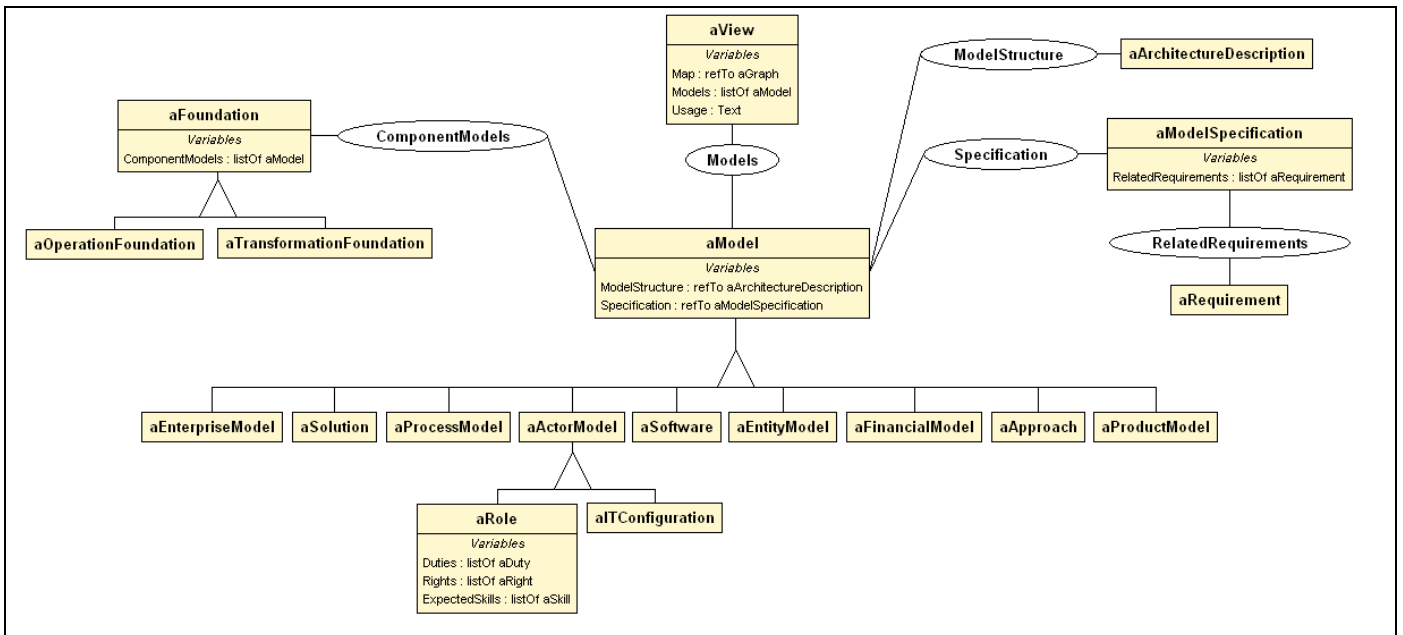 aView
Variables
Map : refTo aGraph
Models : listOf aModel
Usage : Text
ModelStructure
aArchitectureDescription
aFoundation
Variables
ComponentModels : listOf aModel
ComponentModels
Models
Specification
aModelSpecification
Variables
RelatedRequirements : listOf aRequirement
aOperationFoundation
aTransformationFoundation
RelatedRequirements
aRequirement
aModel
Variables
ModelStructure : refTo aArchitectureDescription
Specification : refTo aModelSpecification
aEnterpriseModel
aSolution
aProcessModel
aActorModel
aSoftware
aEntityModel
aFinancialModel
aApproach
aProductModel
aRole
Variables
Duties : listOf aDuty
Rights : listOf aRight
ExpectedSkills : listOf aSkill
aITConfiguration